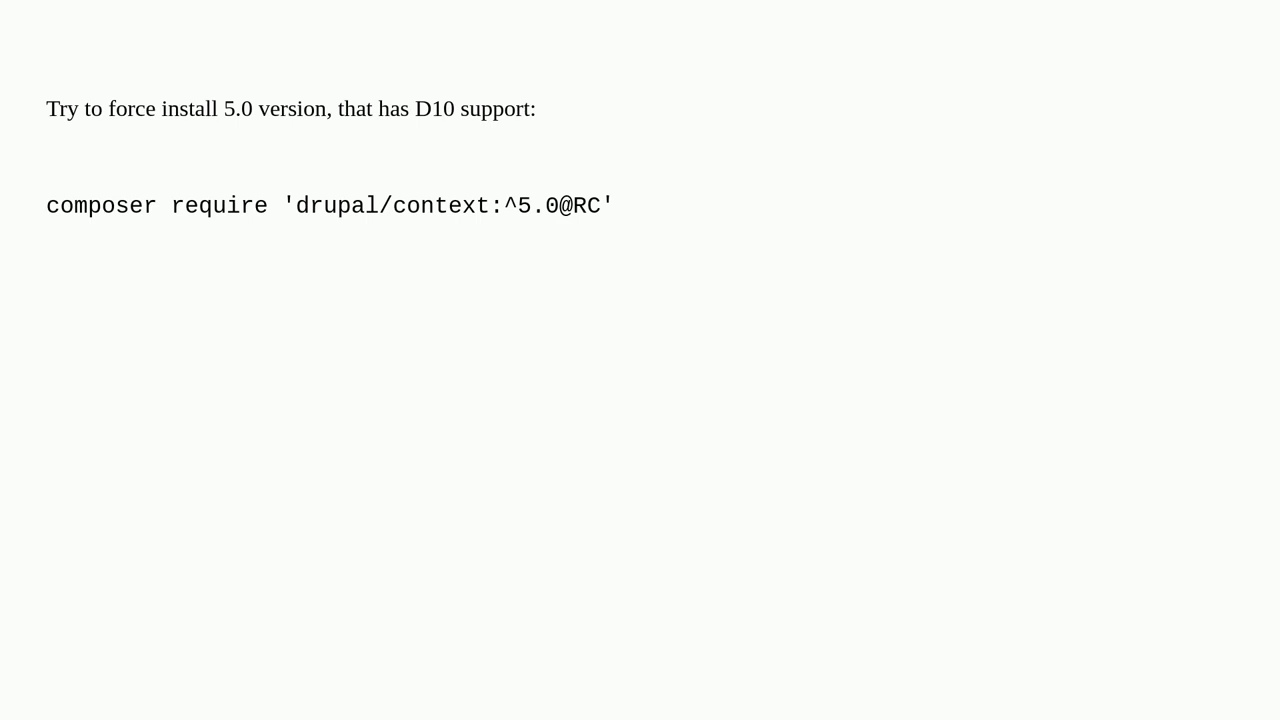 Try to force install 5.0 version, that has D10 support:
composer require 'drupal/context:^5.0@RC'